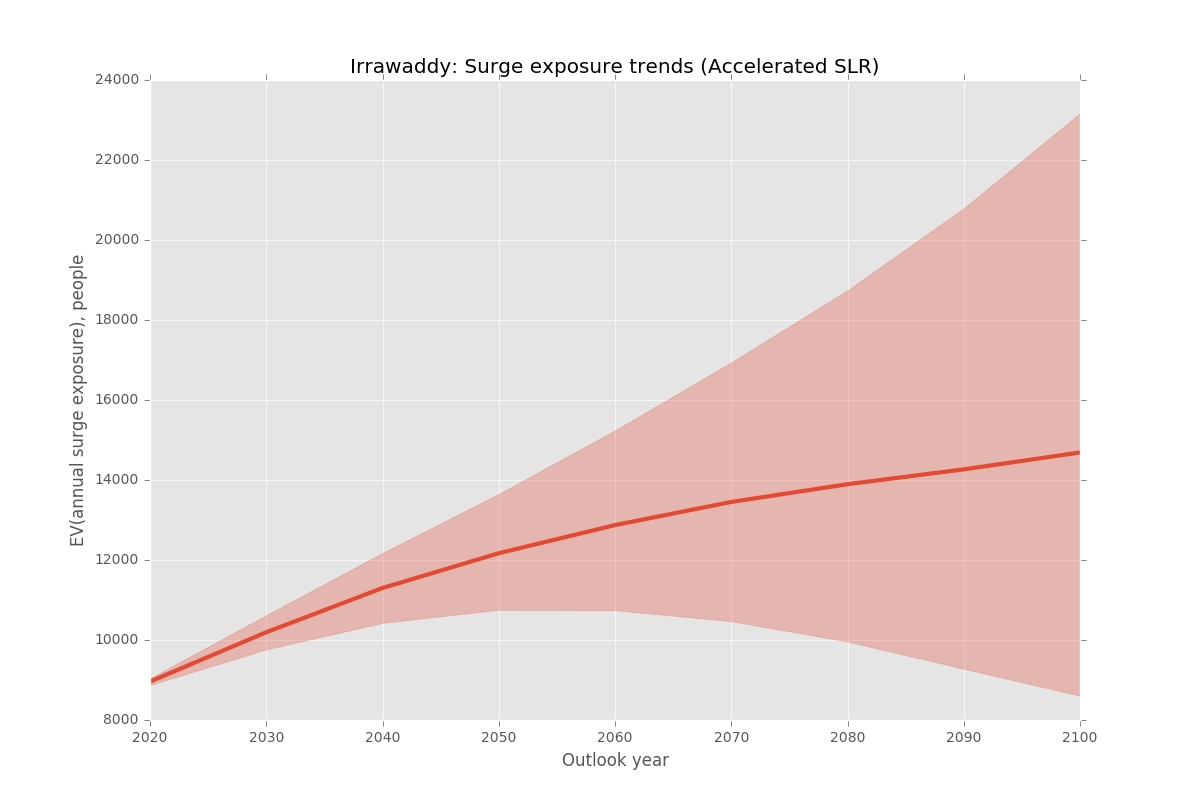 Irrawaddy: Surge exposure trends (Accelerated SLR)
24000
22000
20000
18000
16000
14000
12000
10000
8000
EV(annual surge exposure), people
2020 2030 2040 2050 2060 2070 2080 2090 2100
Outlook year